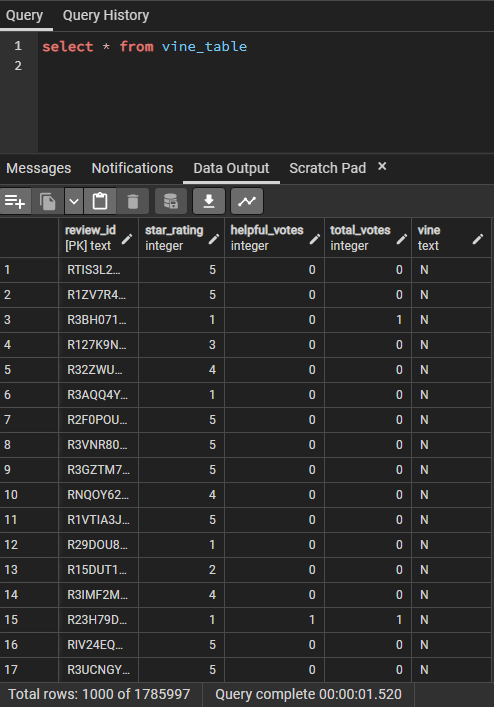 Query Query History
1 select * from vine_table
2
Messages Notifications Data Output Scratch Pad ×
review_id star_rating helpful_votes total_votes vine
[PK] text integer integer integer text
1 RTIS3L2... 5 0 0 N
2 R1ZV7R4... 5 0 0 N
3 R3BH071... 1 0 1 N
4 R127K9N... 3 0 0 N
5 R32ZWU... 4 0 0 N
6 R3AQQ4Y... 1 0 0 N
7 R2F0POU... 5 0 0 N
8 R3VNR80... 5 0 0 N
9 R3GZTM7... 5 0 0 N
10 RNQOY62... 4 0 0 N
11 R1VTIA3J... 5 0 0 N
12 R29DOU8... 1 0 0 N
13 R15DUT1... 2 0 0 N
14 R3IMF2M... 4 0 0 N
15 R23H79D... 1 1 1 N
16 RIV24EQ... 5 0 0 N
17 R3UCNGY... 5 0 0 N
Total rows: 1000 of 1785997 Query complete 00:00:01.520